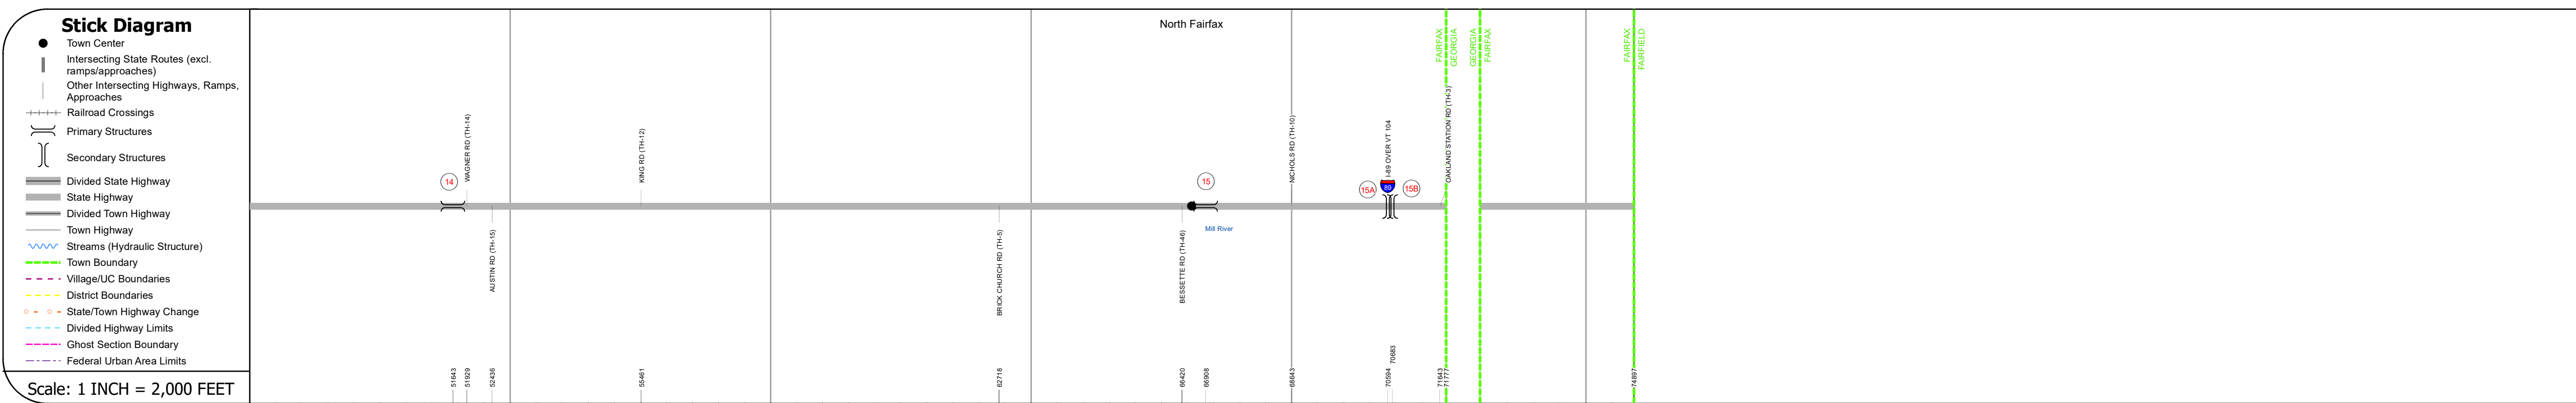 Stick Diagram
Town Center
Intersecting State Routes (excl.
ramps/approaches)
Other Intersecting Highways, Ramps,
Approaches
Railroad Crossings
Primary Structures
Secondary Structures
Divided State Highway
State Highway
Divided Town Highway
Town Highway
Streams (Hydraulic Structure)
Town Boundary
Village/UC Boundaries
District Boundaries
State/Town Highway Change
Divided Highway Limits
Ghost Section Boundary
Federal Urban Area Limits
Scale: 1 INCH = 2,000 FEET
North Fairfax
FAIRFAX
GEORGIA
GEORGIA
FAIRFAX
FAIRFAX
FAIRFIELD
WAGNER RD (TH-14)
KING RD (TH-12)
NICHOLS RD (TH-10)
I-89 OVER VT 104
OAKLAND STATION RD (TH-3)
14
15
15A
89
15B
AUSTIN RD (TH-15)
BRICK CHURCH RD (TH-5)
BESSETTE RD (TH-46)
Mill River
51643
51929
52436
55461
62718
66420
66908
68643
70594
70683
71643
71777
74897